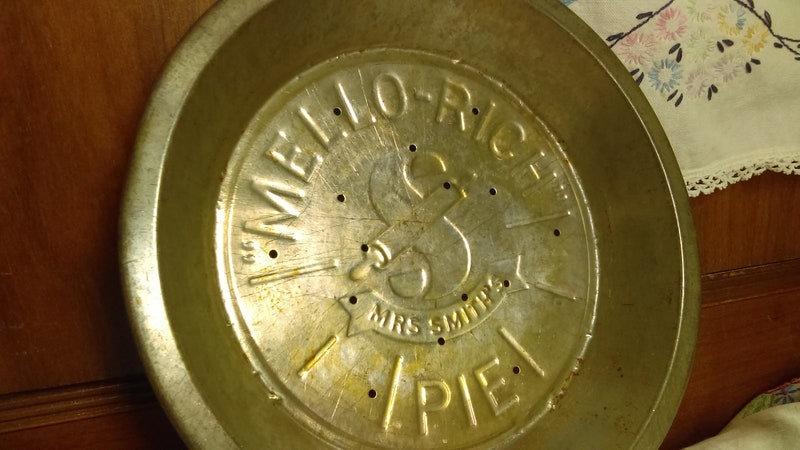 "MELLO-RICH"
S
MRS SMITH'S
PIE